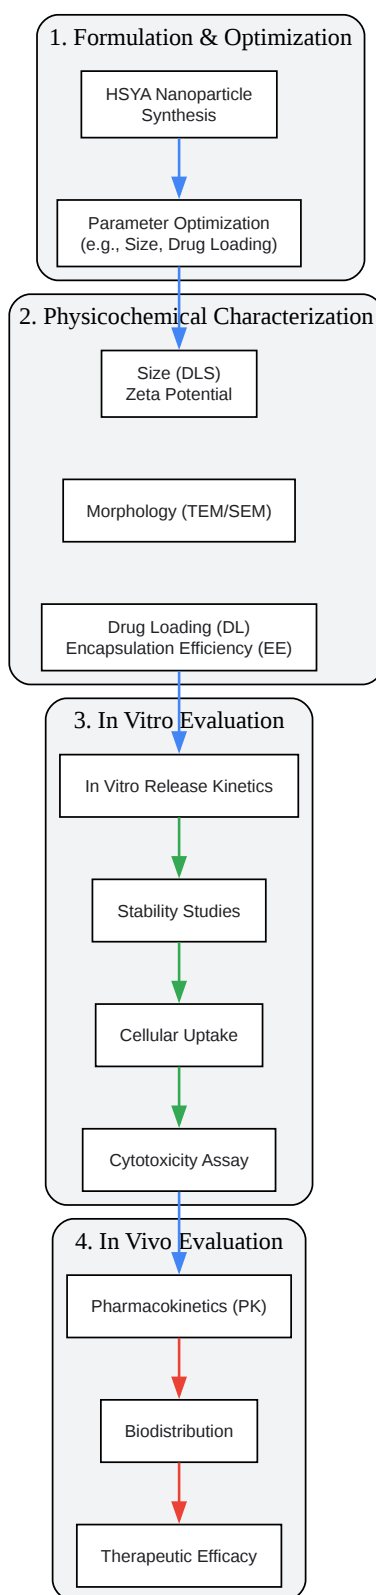 1. Formulation & Optimization
HSYA Nanoparticle
Synthesis
Parameter Optimization
(e.g., Size, Drug Loading)
2. Physicochemical Characterization
Size (DLS)
Zeta Potential
Morphology (TEM/SEM)
Drug Loading (DL)
Encapsulation Efficiency (EE)
3. In Vitro Evaluation
In Vitro Release Kinetics
Stability Studies
Cellular Uptake
Cytotoxicity Assay
4. In Vivo Evaluation
Pharmacokinetics (PK)
Biodistribution
Therapeutic Efficacy